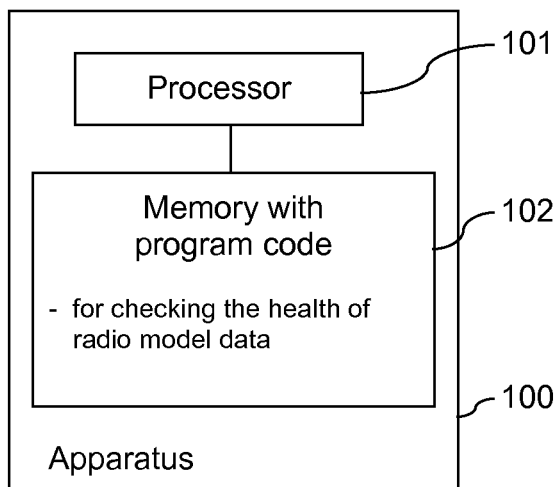 101
Processor
Memory with
program code
102
- for checking the health of
radio model data
100
Apparatus